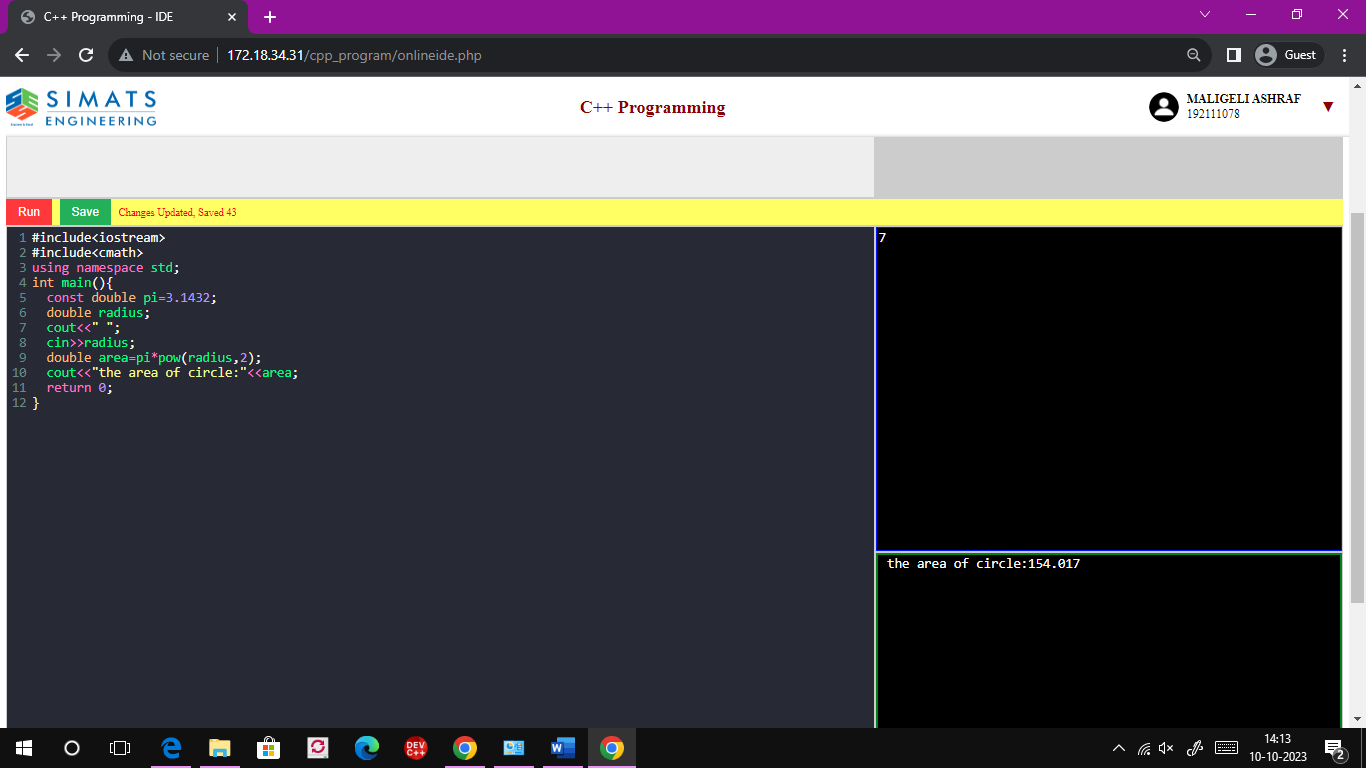 C++ Programming - IDE
Not secure 172.18.34.31/cpp_program/onlineide.php
Guest
SIMATS
ENGINEERING
C++ Programming
MALIGELI ASHRAF
192111078
Run Save Changes Updated, Saved 43
1 #include<iostream>
2 #include<cmath>
3 using namespace std;
4 int main(){
5 const double pi=3.1432;
6 double radius;
7 cout<<" ";
8 cin>>radius;
9 double area=pi*pow(radius,2);
10 cout<<"the area of circle:"<<area;
11 return 0;
12 }
7
the area of circle:154.017
DEV
C++
14:13
10-10-2023
2